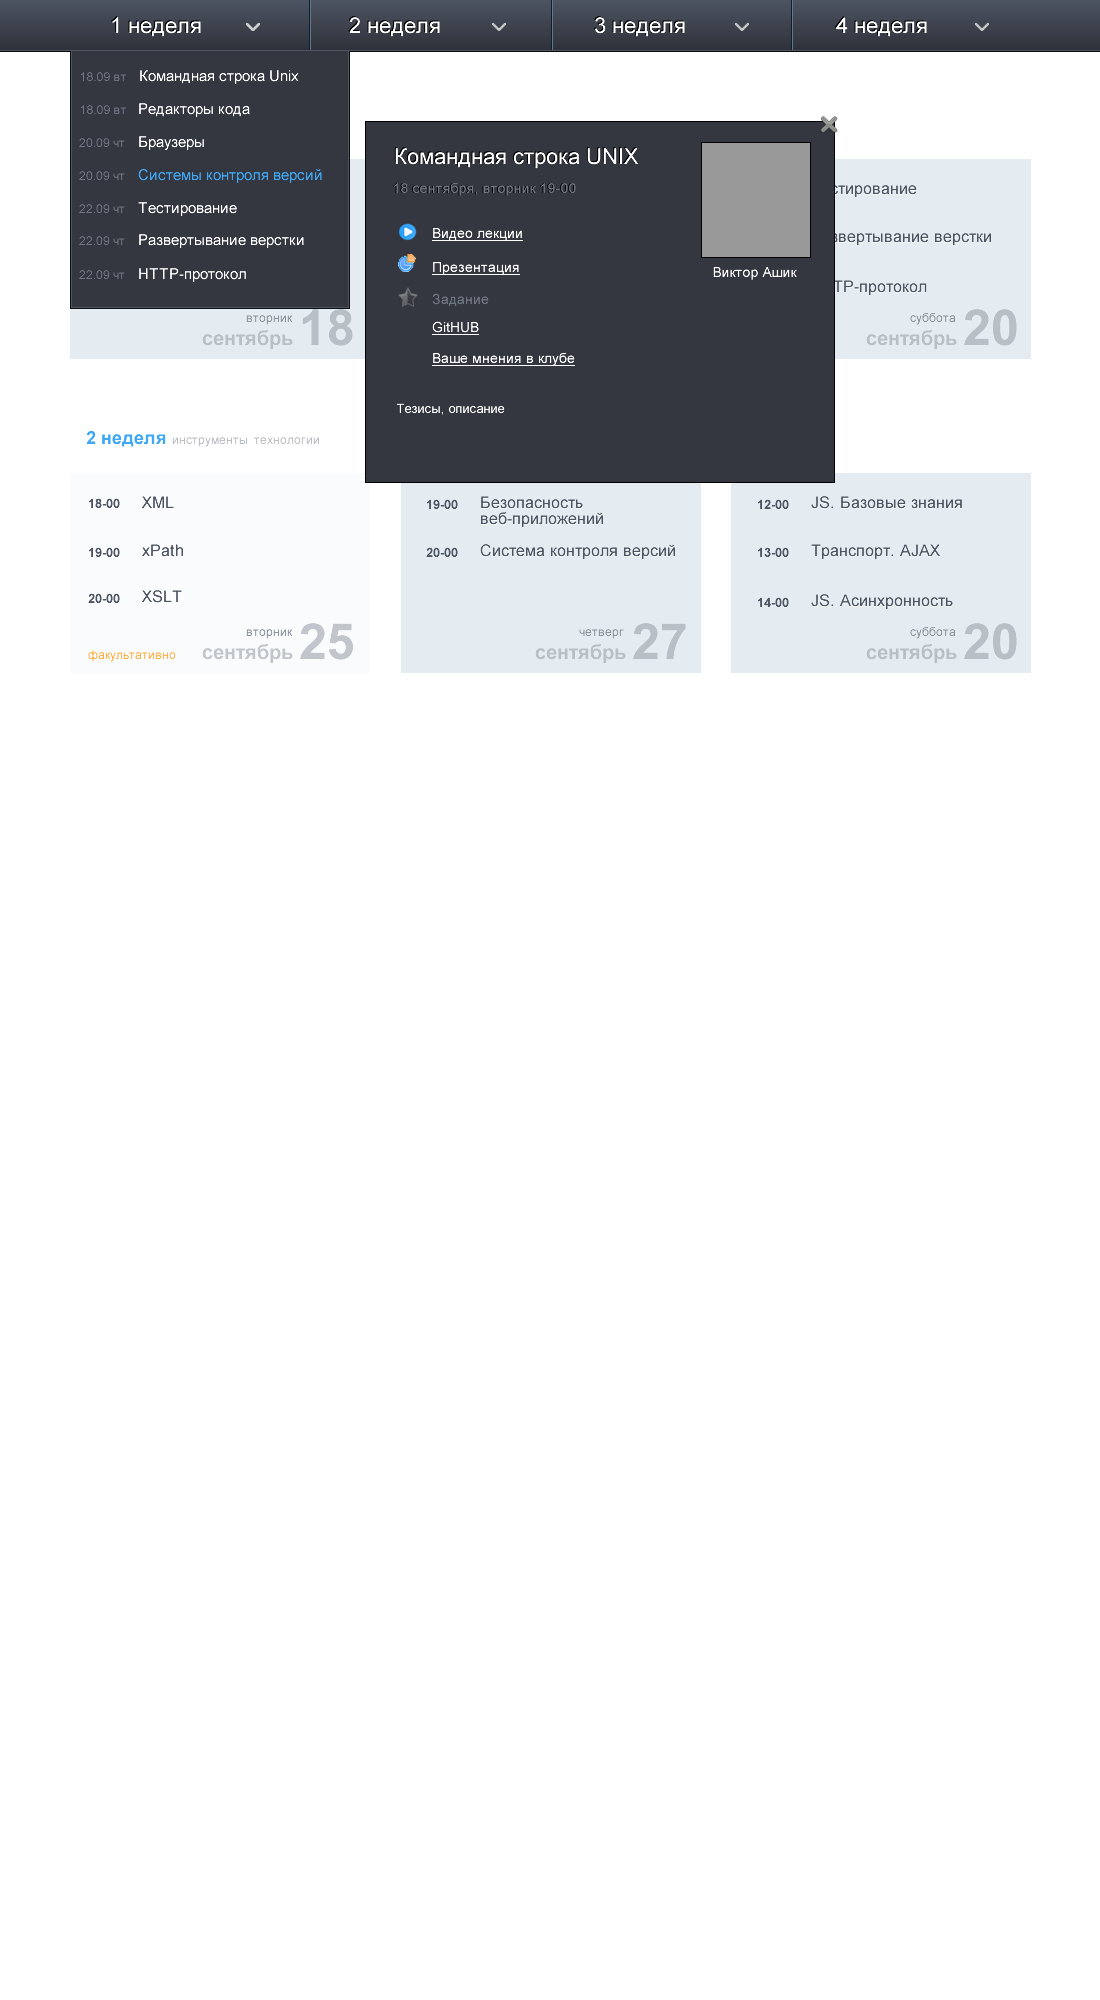 1 неделя
2 неделя
3 неделя
4 неделя
18.09 вт Командная строка Unix
18.09 вт Редакторы кода
20.09 чт Браузеры
20.09 чт Системы контроля версий
22.09 чт Тестирование
22.09 чт Развертывание верстки
22.09 чт HTTP-протокол
вторник
сентябрь 18
Командная строка UNIX
18 сентября, вторник 19-00
Видео лекции
Презентация
Задание
GitHUB
Ваше мнения в клубе
Тезисы, описание
Виктор Ашик
стирование
звертывание верстки
TP-протокол
суббота
сентябрь 20
2 неделя инструменты технологии
18-00 XML
19-00 xPath
20-00 XSLT
вторник
факультативно сентябрь 25
19-00 Безопасность
веб-приложений
20-00 Система контроля версий
четверг
сентябрь 27
12-00 JS. Базовые знания
13-00 Транспорт. AJAX
14-00 JS. Асинхронность
суббота
сентябрь 20